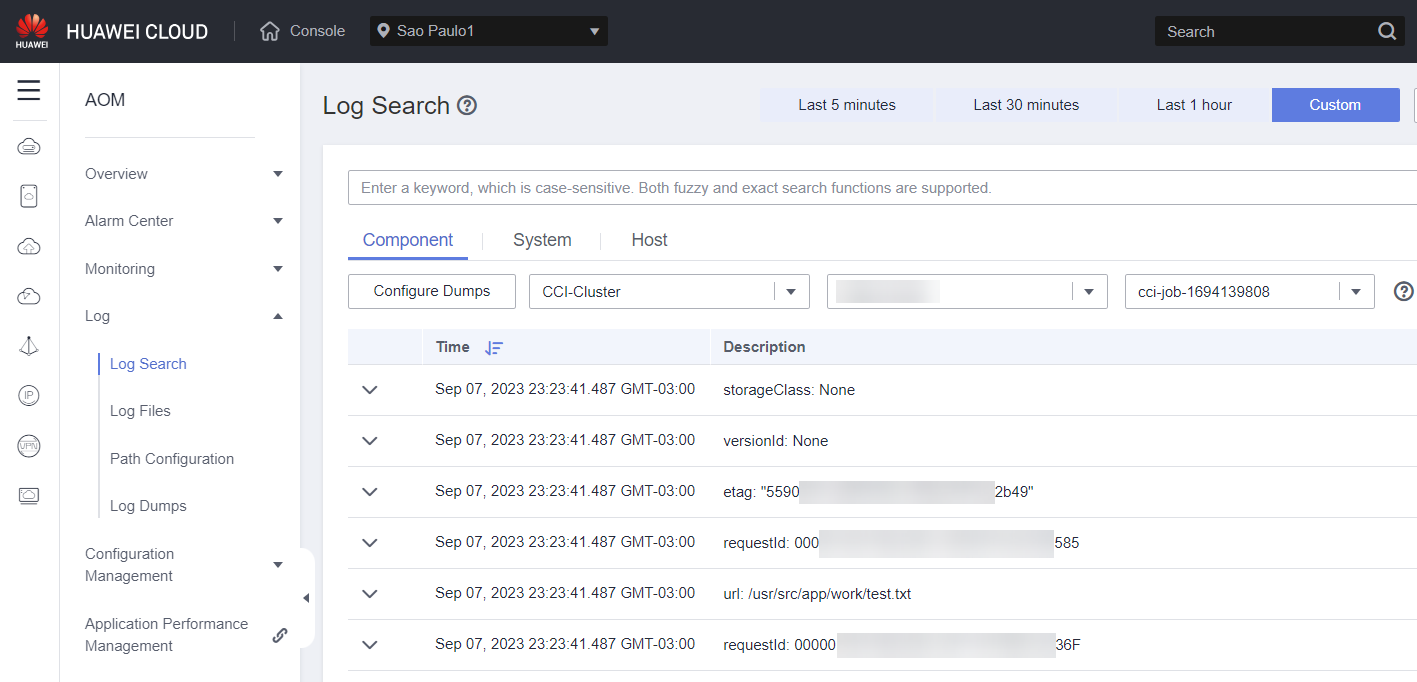 HUAWEI
HUAWEI CLOUD
Console
Sao Paulo1
Search
AOM
Overview
Alarm Center
Monitoring
Log
Log Search
Log Files
Path Configuration
Log Dumps
Configuration
Management
Application Performance
Management
IP
VPN
Log Search ?
Last 5 minutes
Last 30 minutes
Last 1 hour
Custom
Enter a keyword, which is case-sensitive. Both fuzzy and exact search functions are supported.
Component
System
Host
Configure Dumps
CCI-Cluster
cci-job-1694139808
?
Time
Description
Sep 07, 2023 23:23:41.487 GMT-03:00 storageClass: None
Sep 07, 2023 23:23:41.487 GMT-03:00 versionId: None
Sep 07, 2023 23:23:41.487 GMT-03:00 etag: "5590 2b49"
Sep 07, 2023 23:23:41.487 GMT-03:00 requestId: 000 585
Sep 07, 2023 23:23:41.487 GMT-03:00 url: /usr/src/app/work/test.txt
Sep 07, 2023 23:23:41.487 GMT-03:00 requestId: 00000 36F